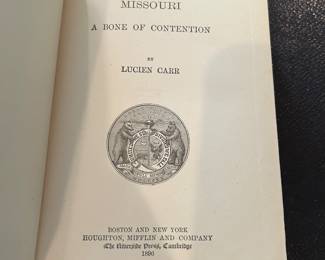 MISSOURI
A BONE OF CONTENTION
BY
LUCIEN CARR
BOSTON AND NEW YORK
HOUGHTON, MIFFLIN AND COMPANY
The Riverside Press, Cambridge